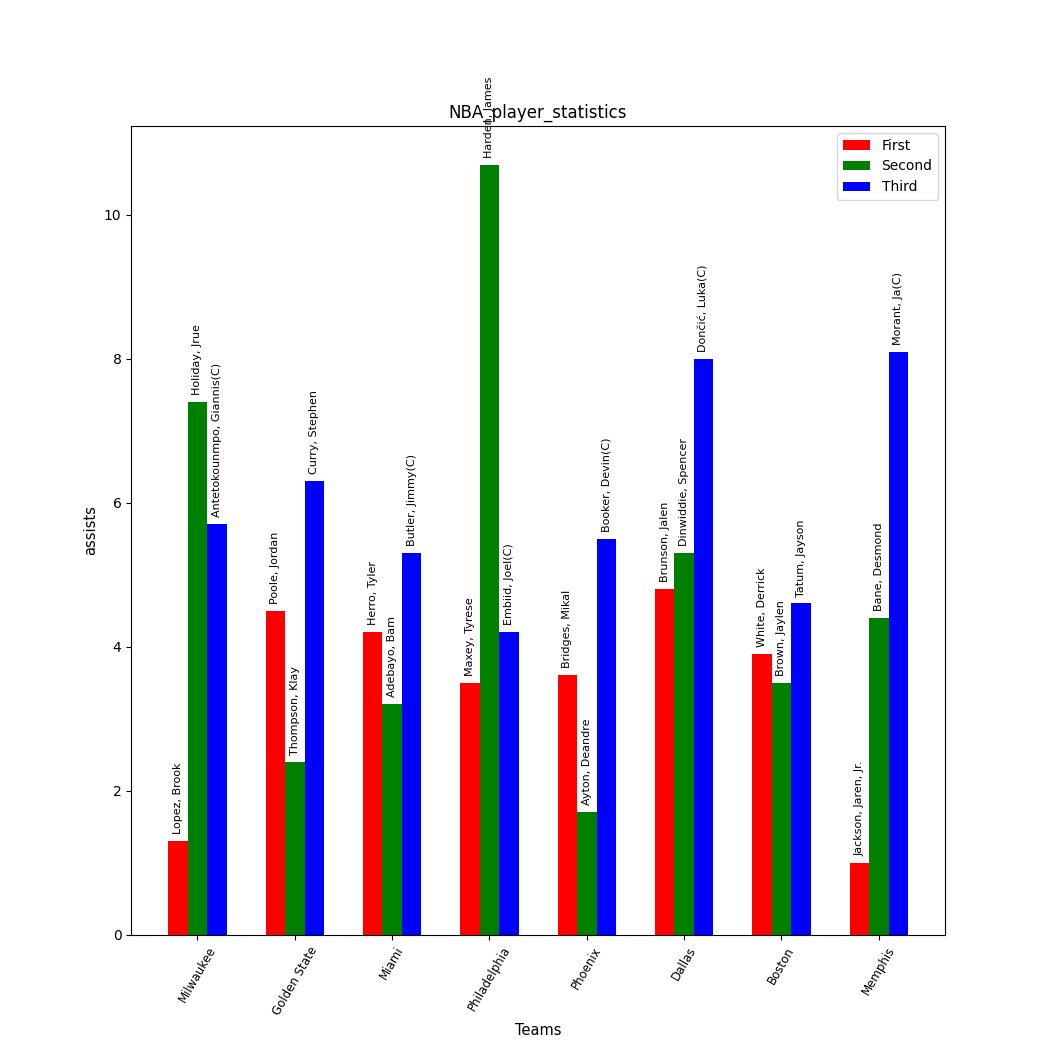 NBA_player_statistics
First
Second
Third
assists
10
8
6
4
2
0
Lopez, Brook
Holiday, Jrue
Antetokounmpo, Giannis(C)
Poole, Jordan
Thompson, Klay
Curry, Stephen
Herro, Tyler
Adebayo, Bam
Butler, Jimmy(C)
Maxey, Tyrese
Harden, James
Embiid, Joel(C)
Bridges, Mikal
Ayton, Deandre
Booker, Devin(C)
Brunson, Jalen
Dinwiddie, Spencer
Dončić, Luka(C)
White, Derrick
Brown, Jaylen
Tatum, Jayson
Jackson, Jaren, Jr.
Bane, Desmond
Morant, Ja(C)
Milwaukee
Golden State
Miami
Philadelphia
Phoenix
Dallas
Boston
Memphis
Teams